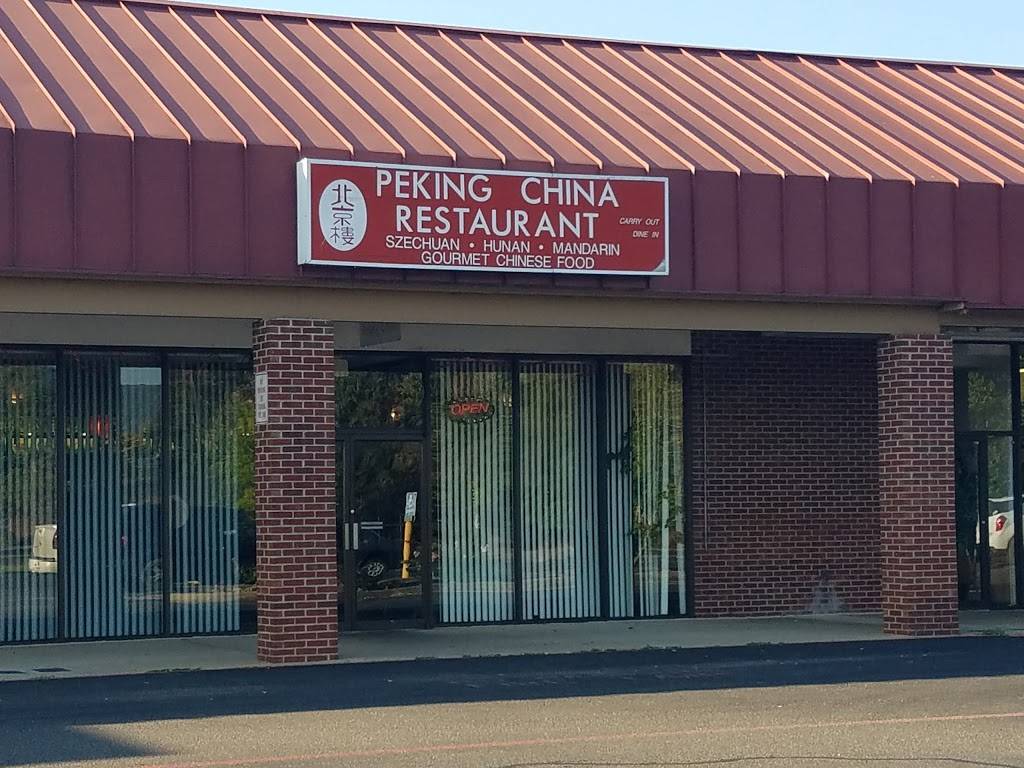 北京樓
PEKING CHINA
RESTAURANT
CARRY OUT
DINE IN
SZECHUAN • HUNAN • MANDARIN
GOURMET CHINESE FOOD
OPEN